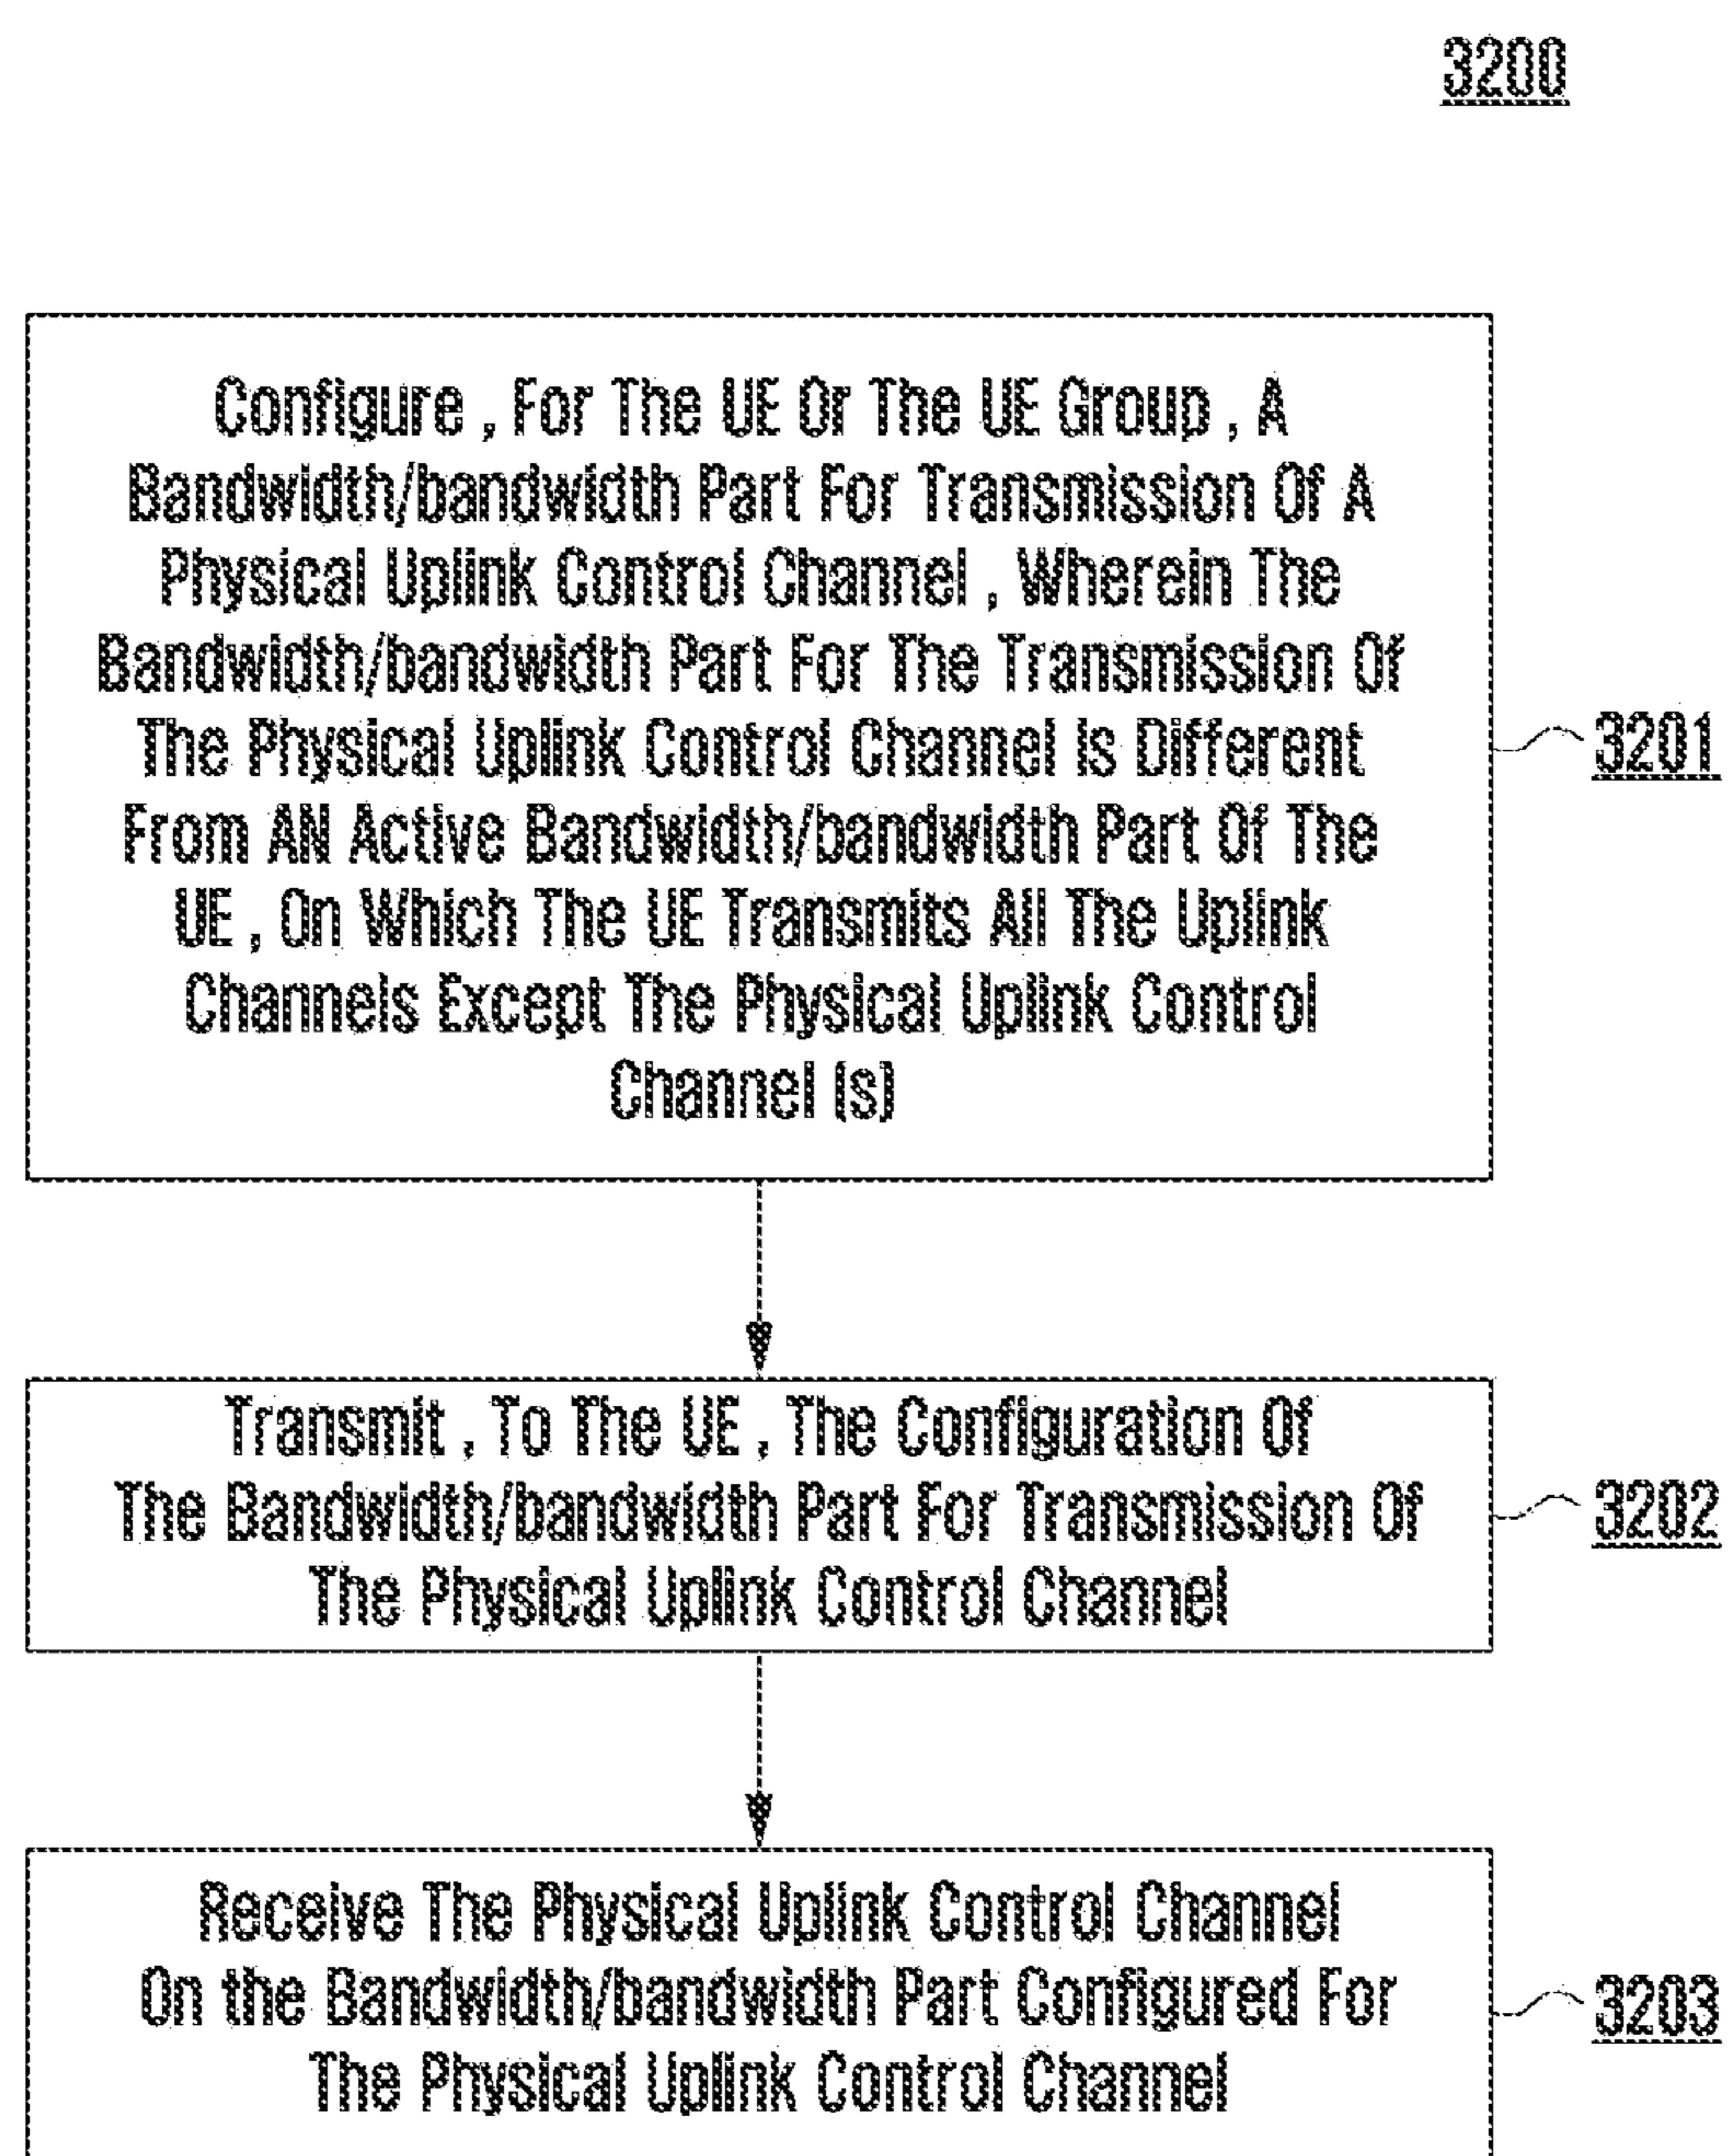 3200
Configure , For The UE Or The UE Group , A
Bandwidth/bandwidth Part For Transmission Of A
Physical Uplink Control Channel , Wherein The
Bandwidth/bandwidth Part For The Transmission Of
The Physical Uplink Control Channel Is Different
From AN Active Bandwidth/bandwidth Part Of The
UE , On Which The UE Transmits All The Uplink
Channels Except The Physical Uplink Control
Channel (s)
3201
Transmit , To The UE , The Configuration Of
The Bandwidth/bandwidth Part For Transmission Of
The Physical Uplink Control Channel
3202
Receive The Physical Uplink Control Channel
On the Bandwidth/bandwidth Part Configured For
The Physical Uplink Control Channel
3203